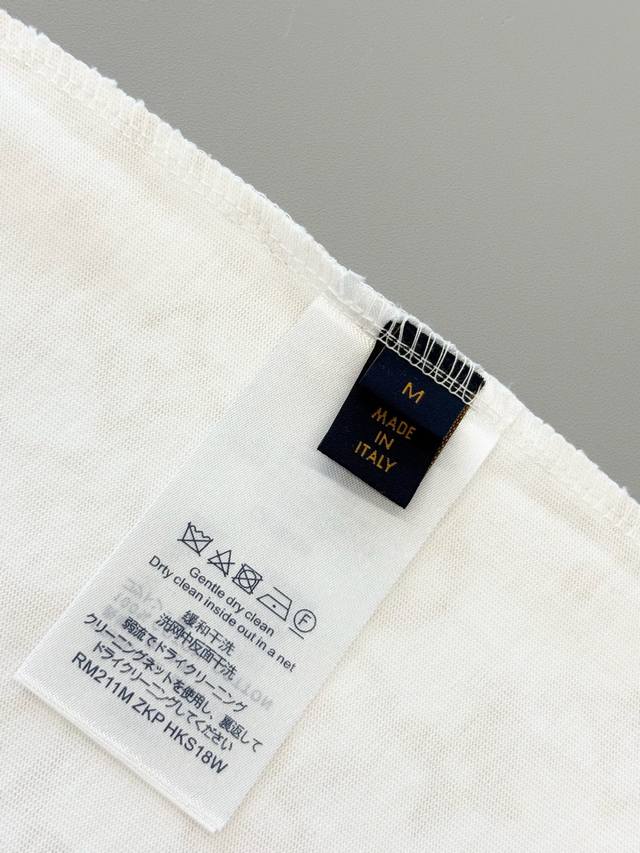 M
MADE
IN
ITALY
Gentle dry clean
Drty clean inside out in a net
缓和干洗
洗网中反面干洗
弱流でドライクリーニング
クリーニングネットを使用し、裏返して
ドライクリーニングしてください
RM211M ZKP HKS18W